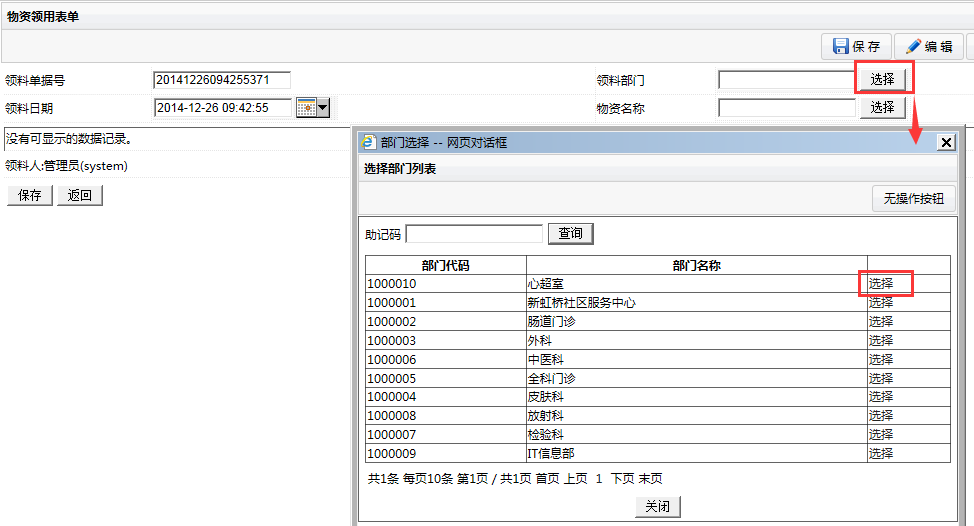 物资领用表单
保存 编辑
领料单据号 20141226094255371 领料部门 选择
领料日期 2014-12-26 09:42:55 物资名称 选择
没有可显示的数据记录。
领料人:管理员(system)
保存 返回
部门选择 -- 网页对话框
选择部门列表
无操作按钮
助记码 查询
部门代码 部门名称
1000010 心超室 选择
1000001 新虹桥社区服务中心 选择
1000002 肠道门诊 选择
1000003 外科 选择
1000006 中医科 选择
1000005 全科门诊 选择
1000004 皮肤科 选择
1000008 放射科 选择
1000007 检验科 选择
1000009 IT信息部 选择
共1条 每页10条 第1页 / 共1页 首页 上页 1 下页 末页
关闭